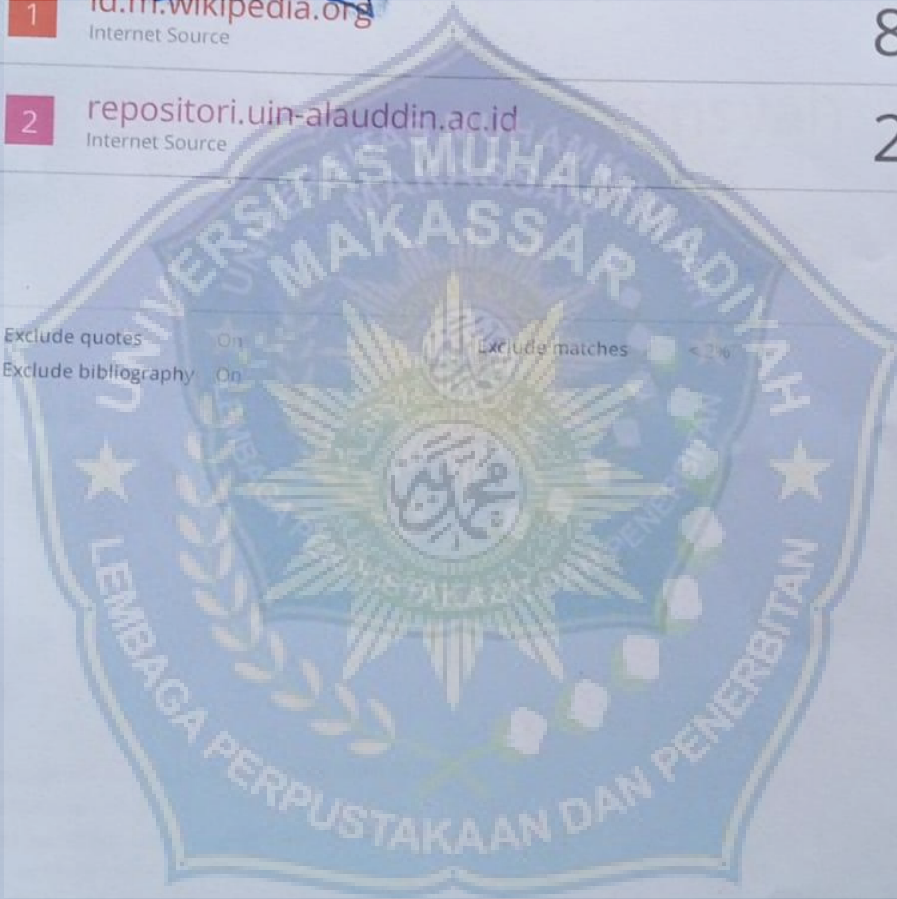 1 id.m.wikipedia.org 8
Internet Source
2 repositori.uin-alauddin.ac.id 2
Internet Source
UNIVERSITAS MUHAMMADIYAH
MAKASSAR
Exclude quotes On Exclude matches < 2%
Exclude bibliography On
LEMBAGA PERPUSTAKAAN DAN PENERBITAN